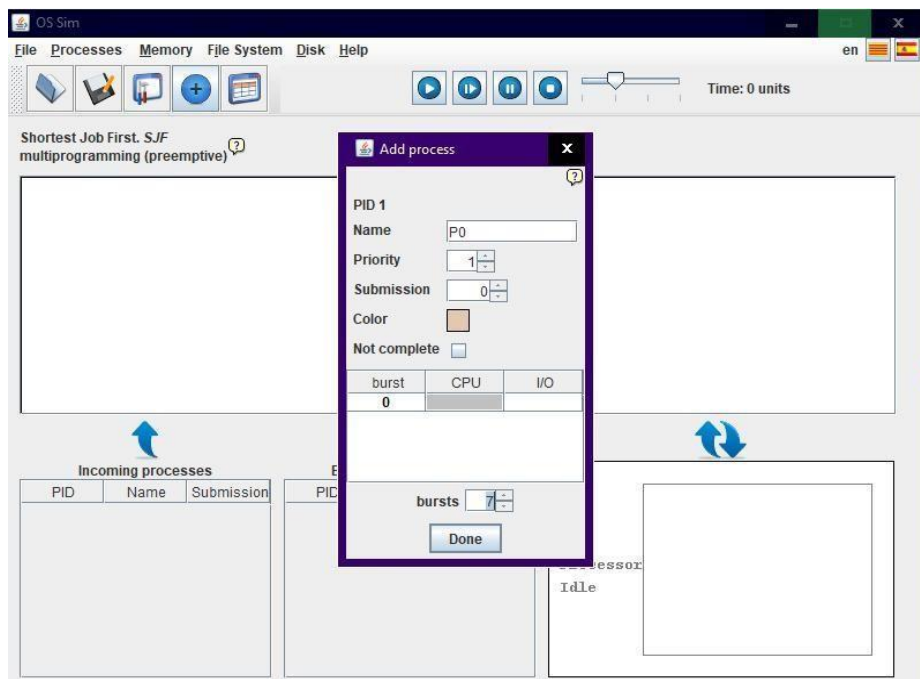 OS Sim
File Processes Memory File System Disk Help en
Time: 0 units
Shortest Job First. SJF
multiprogramming (preemptive)
Add process
PID 1
Name P0
Priority 1
Submission 0
Color
Not complete
burst CPU I/O
0
bursts 7
Done
Incoming processes
PID Name Submission
PID
Idle